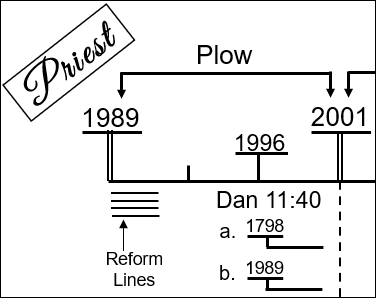 Priest
Plow
1989
2001
1996
Dan 11:40
a. 1798
b. 1989
Reform
Lines